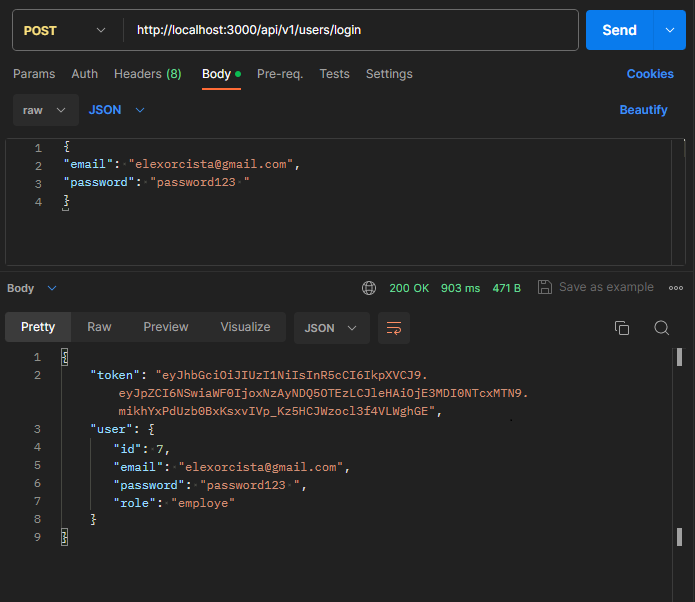 POST http://localhost:3000/api/v1/users/login Send
Params Auth Headers (8) Body Pre-req. Tests Settings Cookies
raw JSON Beautify
1 {
2 "email": "elexorcista@gmail.com",
3 "password": "password123 "
4 }
Body 200 OK 903 ms 471 B Save as example
Pretty Raw Preview Visualize JSON
1 {
2 "token": "eyJhbGciOiJIUzI1NiIsInR5cCI6IkpXVCJ9.
eyJpZCI6NSwiaWF0IjoxNzAyNDQ5OTEzLCJleHAiOjE3MDI0NTcxMTN9.
mikhYxPdUzb0BxKsxvIVp_Kz5HCJWzocl3f4VLWghGE",
3 "user": {
4 "id": 7,
5 "email": "elexorcista@gmail.com",
6 "password": "password123 ",
7 "role": "employe"
8 }
9 }